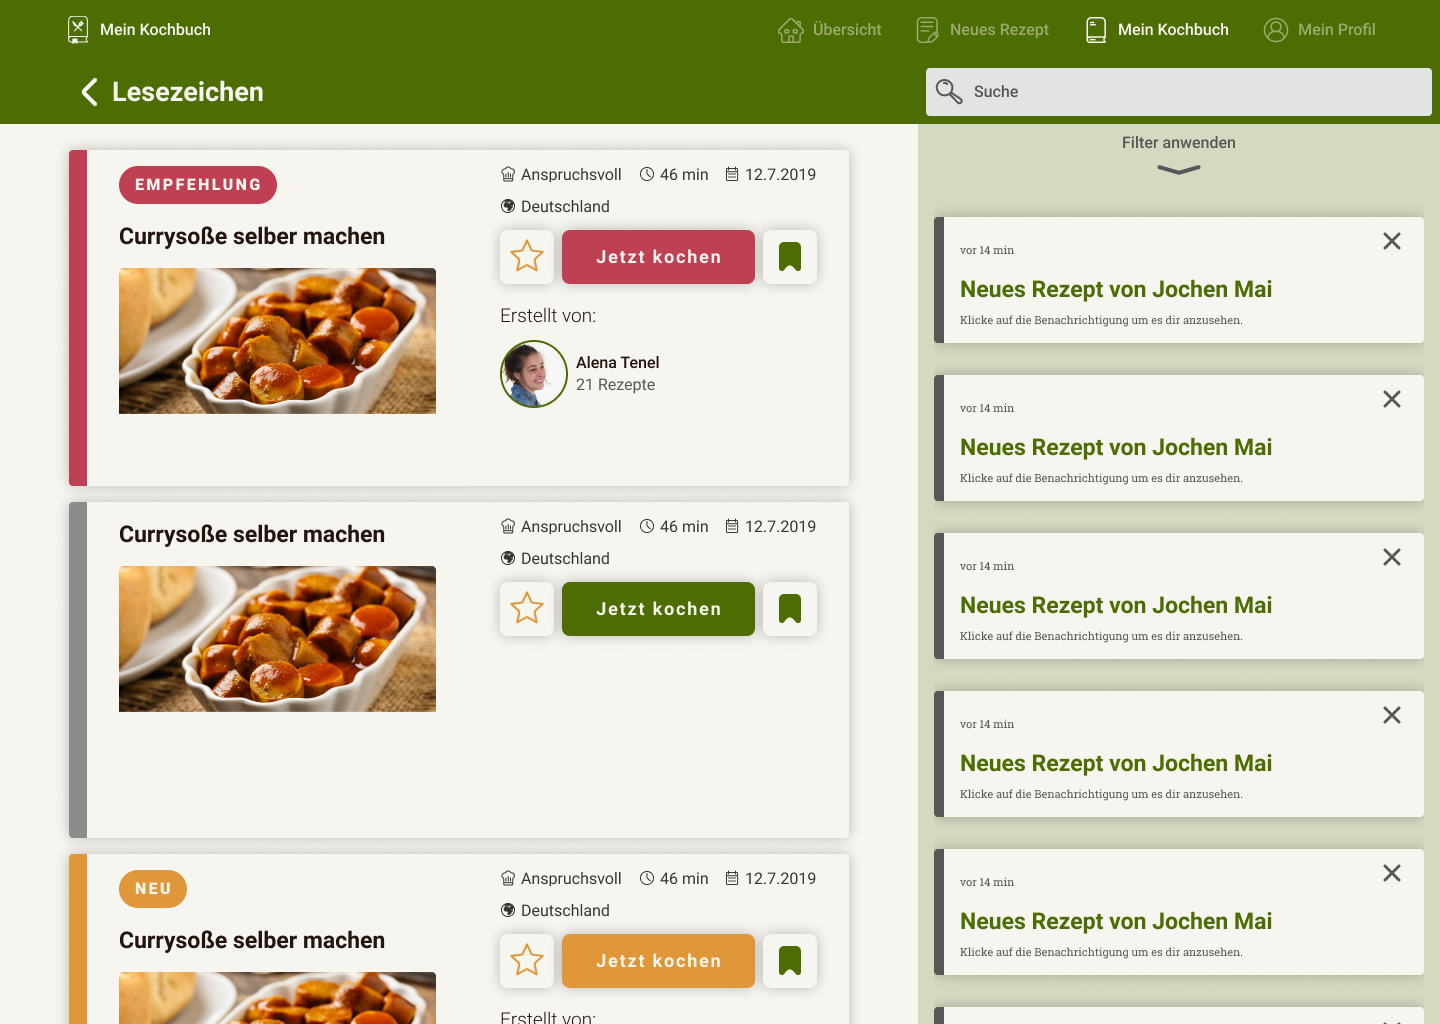 Mein Kochbuch
Übersicht
Neues Rezept
Mein Kochbuch
Mein Profil
Lesezeichen
Suche
EMPFEHLUNG
Currysoße selber machen
Anspruchsvoll 46 min 12.7.2019
Deutschland
Jetzt kochen
Erstellt von:
Alena Tenel
21 Rezepte
Currysoße selber machen
Anspruchsvoll 46 min 12.7.2019
Deutschland
Jetzt kochen
NEU
Currysoße selber machen
Anspruchsvoll 46 min 12.7.2019
Deutschland
Jetzt kochen
Erstellt von:
Filter anwenden
vor 14 min
Neues Rezept von Jochen Mai
Klicke auf die Benachrichtigung um es dir anzusehen.
vor 14 min
Neues Rezept von Jochen Mai
Klicke auf die Benachrichtigung um es dir anzusehen.
vor 14 min
Neues Rezept von Jochen Mai
Klicke auf die Benachrichtigung um es dir anzusehen.
vor 14 min
Neues Rezept von Jochen Mai
Klicke auf die Benachrichtigung um es dir anzusehen.
vor 14 min
Neues Rezept von Jochen Mai
Klicke auf die Benachrichtigung um es dir anzusehen.